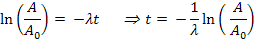 ln(A/A₀) = −λt ⇒ t = −(1/λ) ln(A/A₀)